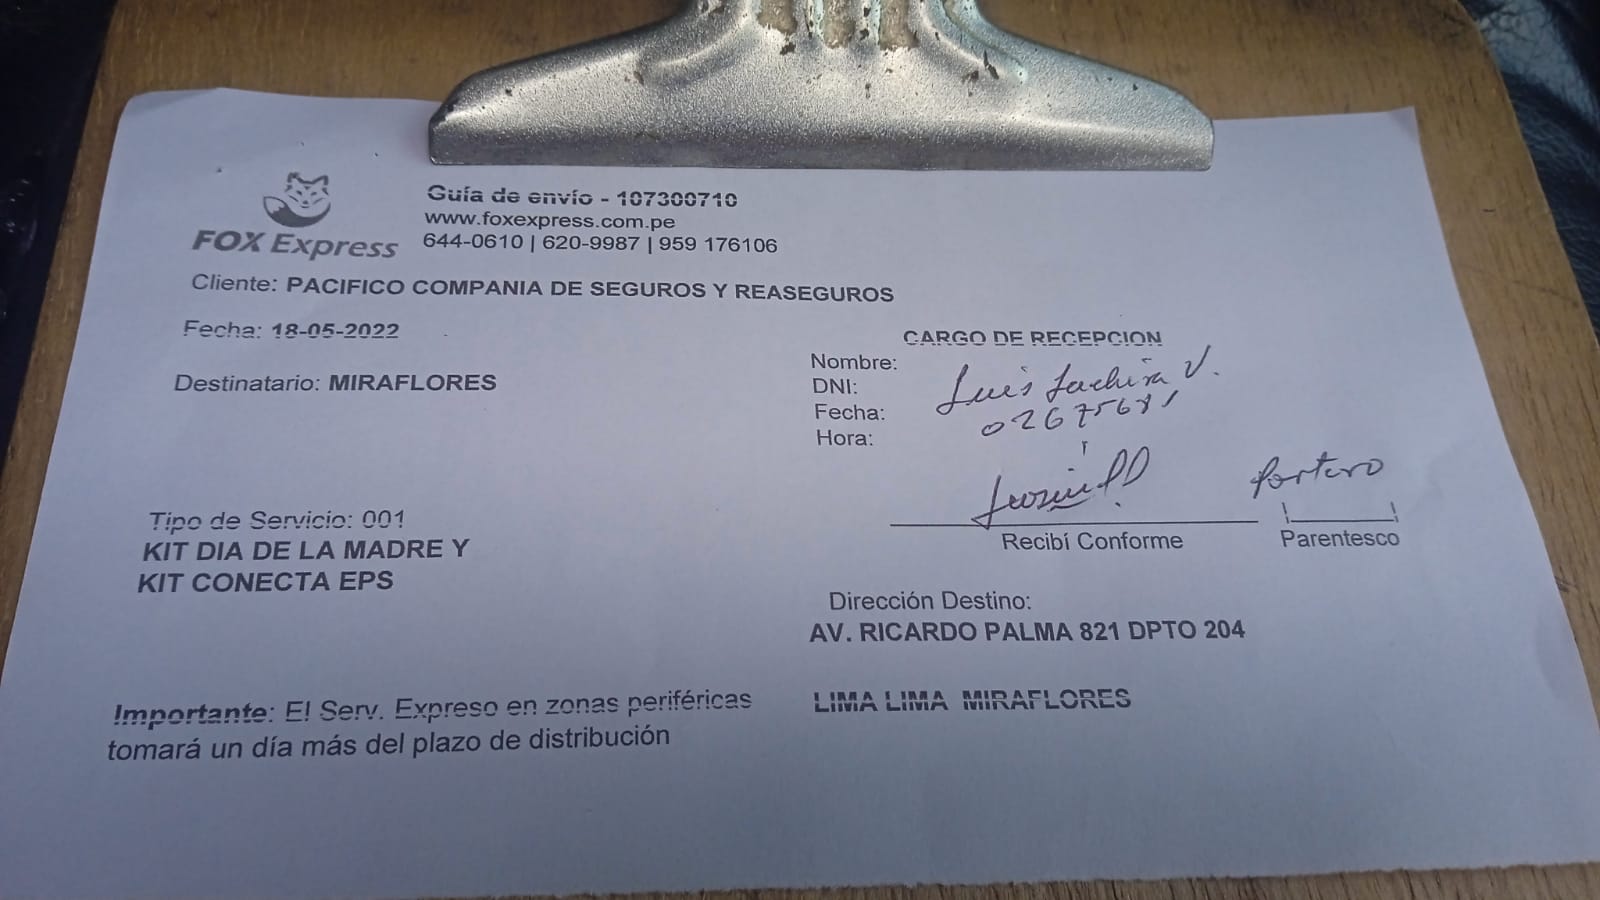 FOX Express
Guía de envío - 107300710
www.foxexpress.com.pe
644-0610 | 620-9987 | 959 176106
Cliente: PACIFICO COMPANIA DE SEGUROS Y REASEGUROS
Fecha: 18-05-2022
Destinatario: MIRAFLORES
CARGO DE RECEPCION
Nombre: Luis Lachira V.
DNI: 02675681
Fecha:
Hora:
Portero
Recibí Conforme
Parentesco
Tipo de Servicio: 001
KIT DIA DE LA MADRE Y
KIT CONECTA EPS
Dirección Destino:
AV. RICARDO PALMA 821 DPTO 204
LIMA LIMA MIRAFLORES
Importante: El Serv. Expreso en zonas periféricas
tomará un día más del plazo de distribución